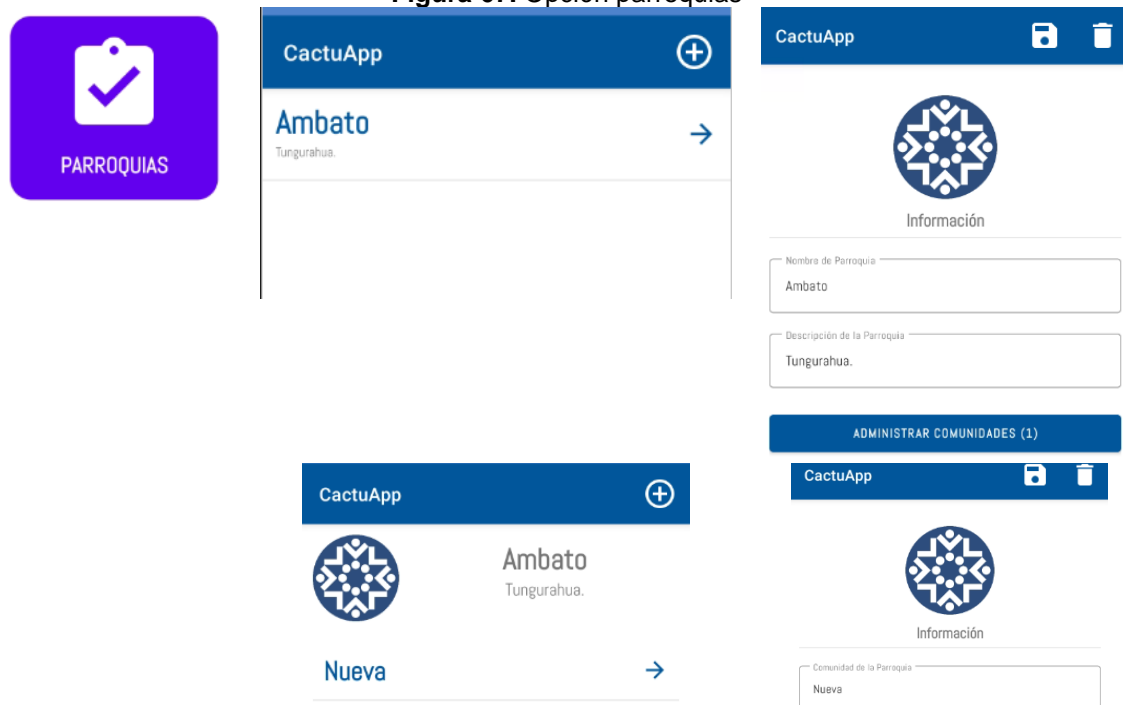 Opción parroquias
CactuApp
PARROQUIAS
Ambato
Tungurahua.
CactuApp
Información
Nombre de Parroquia
Ambato
Descripción de la Parroquia
Tungurahua.
ADMINISTRAR COMUNIDADES (1)
CactuApp
Ambato
Tungurahua.
Nueva
CactuApp
Información
Comunidad de la Parroquia
Nueva